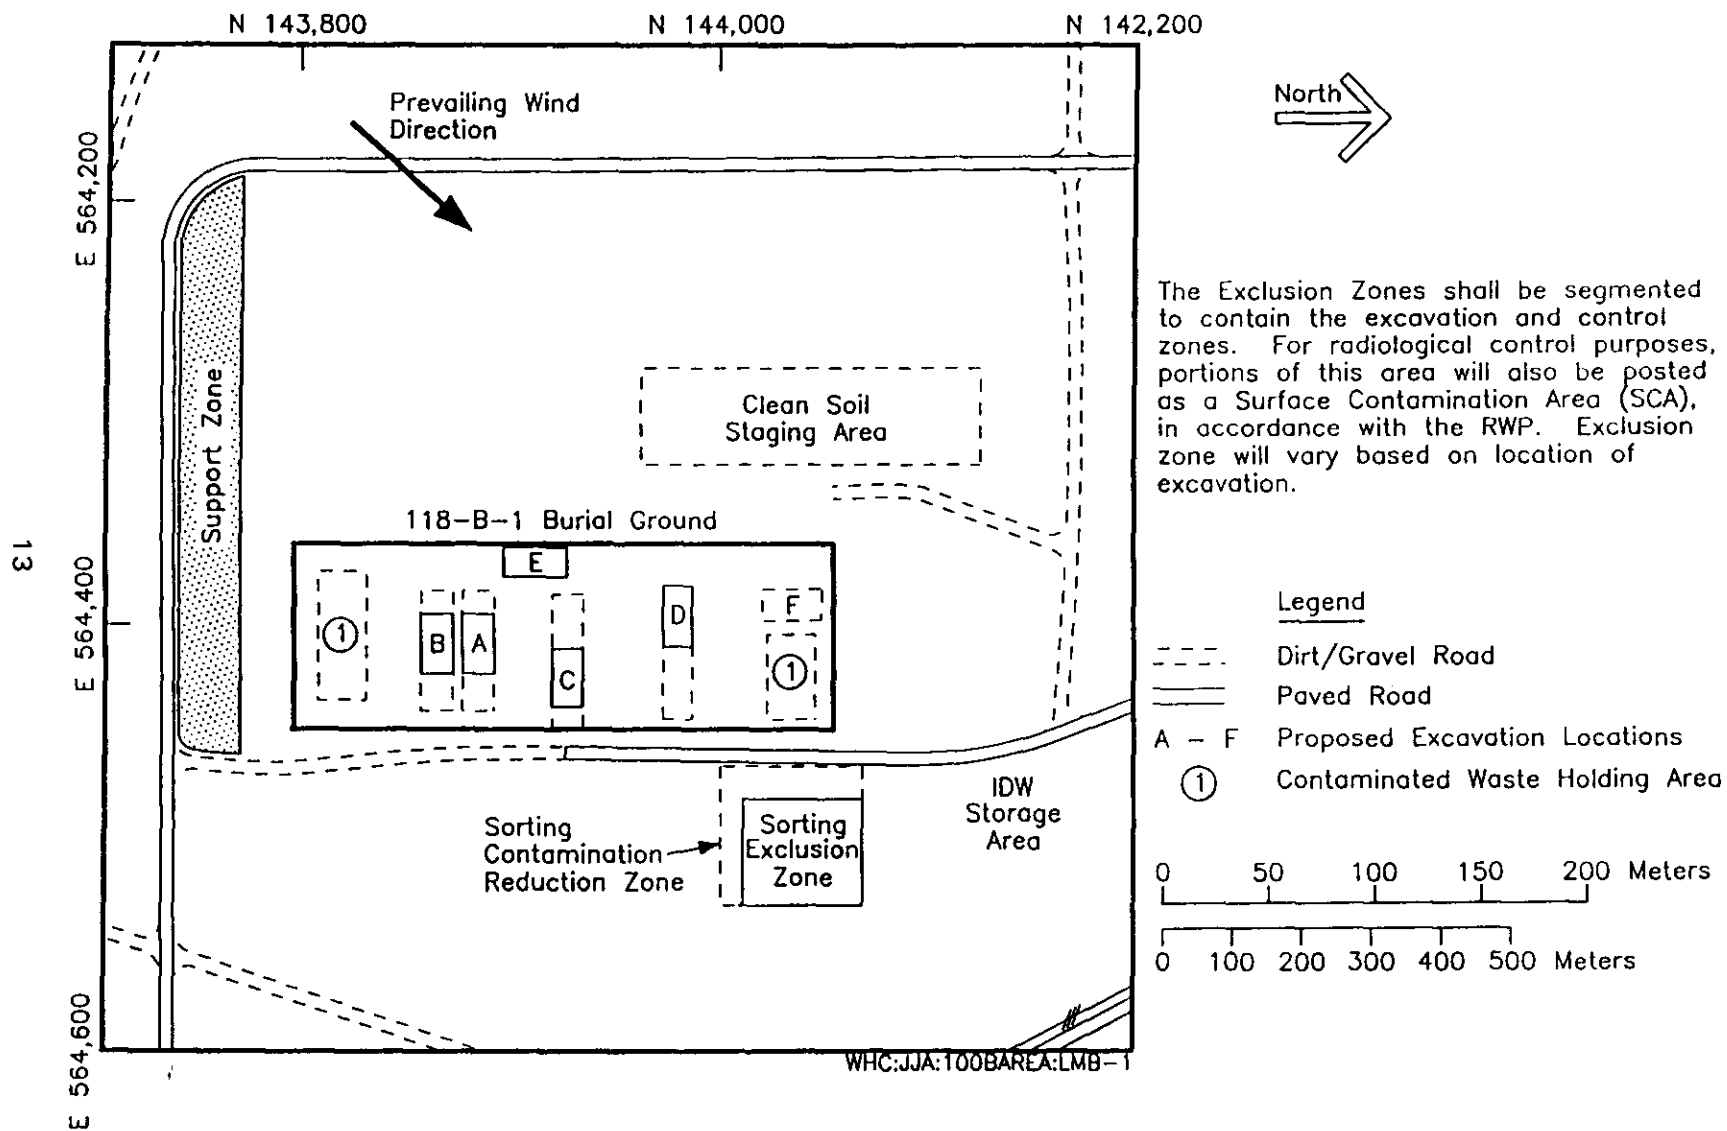 N 143,800
N 144,000
N 142,200
North
Prevailing Wind
Direction
E 564,200
E 564,400
E 564,600
13
Support Zone
Clean Soil
Staging Area
118-B-1 Burial Ground
E
1
B
A
C
D
F
1
Sorting
Contamination
Reduction Zone
Sorting
Exclusion
Zone
IDW
Storage
Area
WHC:JJA:100BAREA:LMB-1
The Exclusion Zones shall be segmented
to contain the excavation and control
zones. For radiological control purposes,
portions of this area will also be posted
as a Surface Contamination Area (SCA),
in accordance with the RWP. Exclusion
zone will vary based on location of
excavation.
Legend
Dirt/Gravel Road
Paved Road
A - F Proposed Excavation Locations
1 Contaminated Waste Holding Area
0 50 100 150 200 Meters
0 100 200 300 400 500 Meters